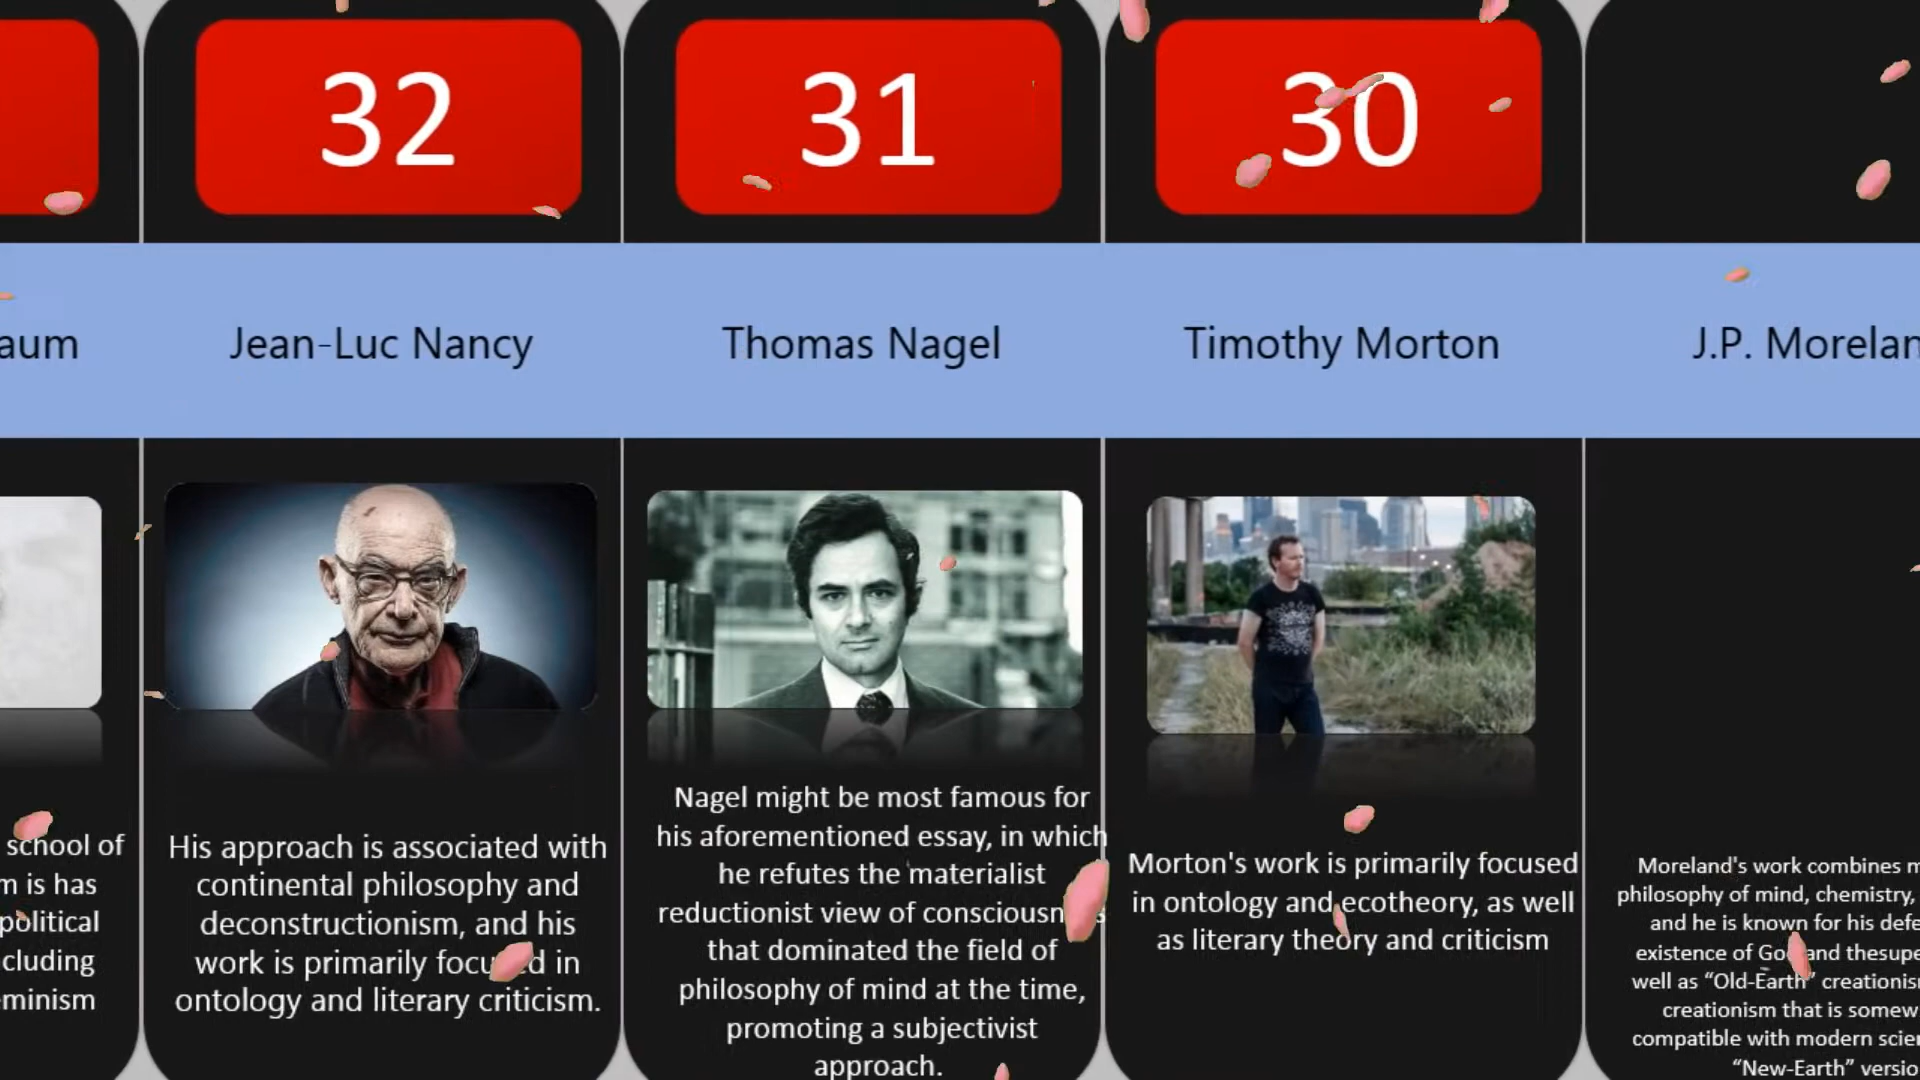 32
31
30
aum
Jean-Luc Nancy
Thomas Nagel
Timothy Morton
J.P. Morelan
school of
m is has
political
cluding
eminism
His approach is associated with
continental philosophy and
deconstructionism, and his
work is primarily focused in
ontology and literary criticism.
Nagel might be most famous for
his aforementioned essay, in which
he refutes the materialist
reductionist view of consciousness
that dominated the field of
philosophy of mind at the time,
promoting a subjectivist
approach.
Morton's work is primarily focused
in ontology and ecotheory, as well
as literary theory and criticism
Moreland's work combines m
philosophy of mind, chemistry,
and he is known for his defe
existence of God and thesupe
well as “Old-Earth” creationism
creationism that is somew
compatible with modern scien
“New-Earth” versio